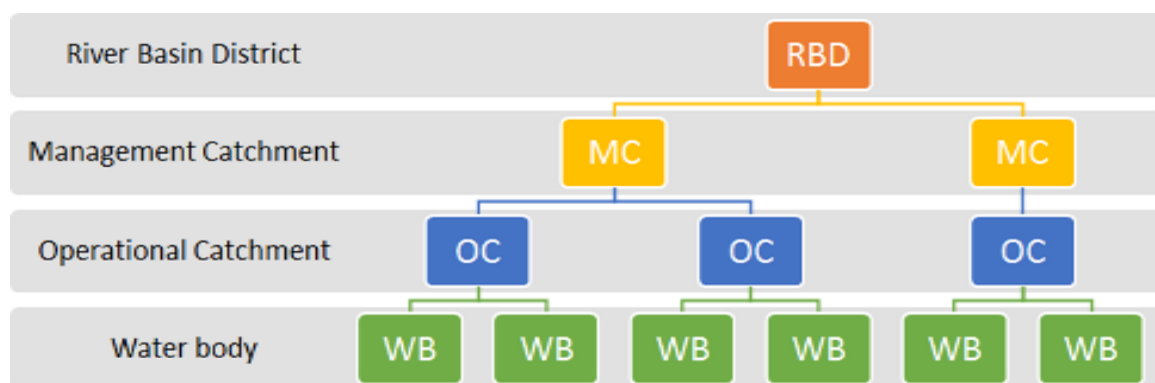 River Basin District RBD
Management Catchment MC MC
Operational Catchment OC OC OC
Water body WB WB WB WB WB WB